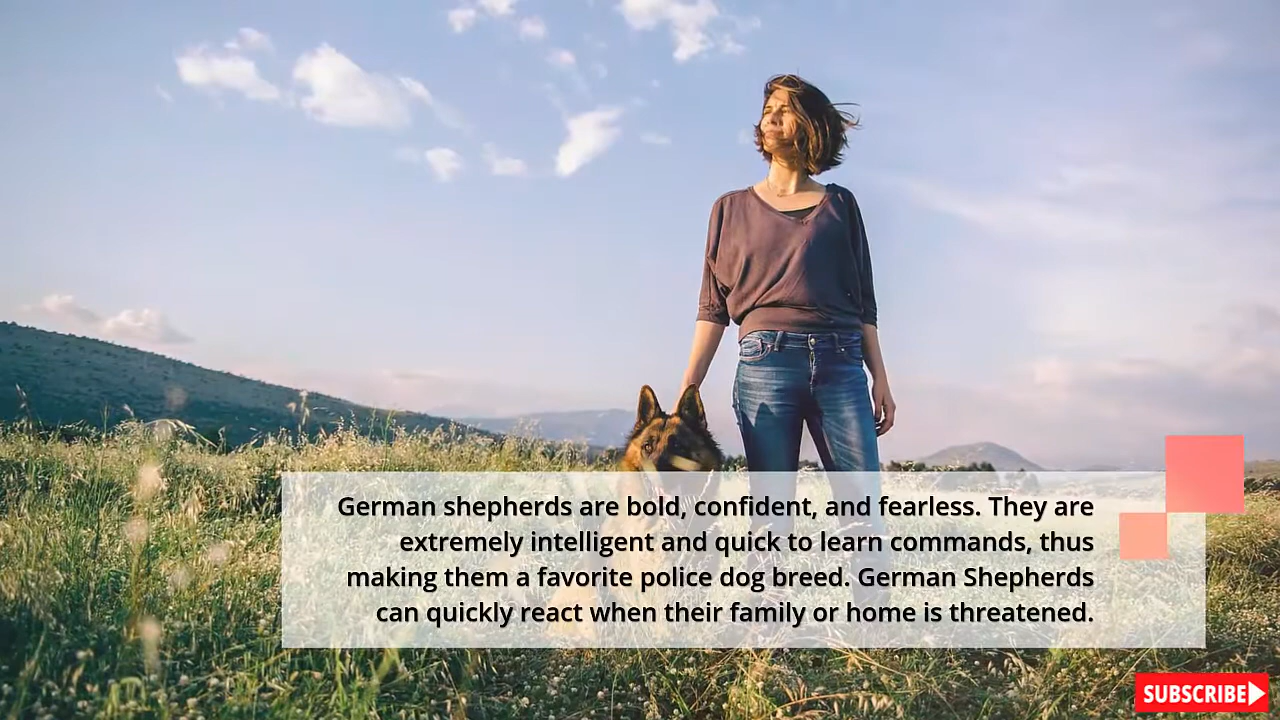 German shepherds are bold, confident, and fearless. They are
extremely intelligent and quick to learn commands, thus
making them a favorite police dog breed. German Shepherds
can quickly react when their family or home is threatened.
SUBSCRIBE